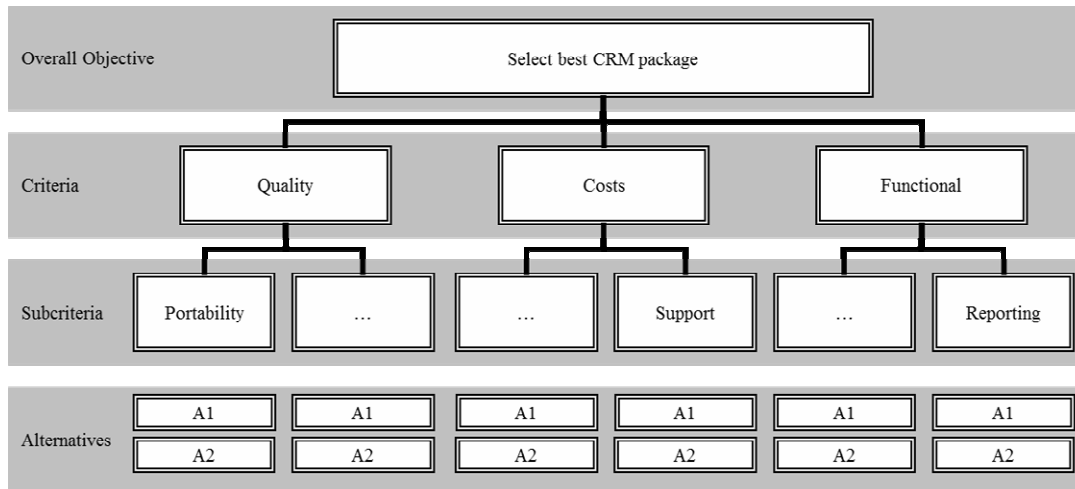 Overall Objective
Select best CRM package
Criteria
Quality
Costs
Functional
Subcriteria
Portability
…
…
Support
…
Reporting
Alternatives
A1
A1
A1
A1
A1
A1
A2
A2
A2
A2
A2
A2